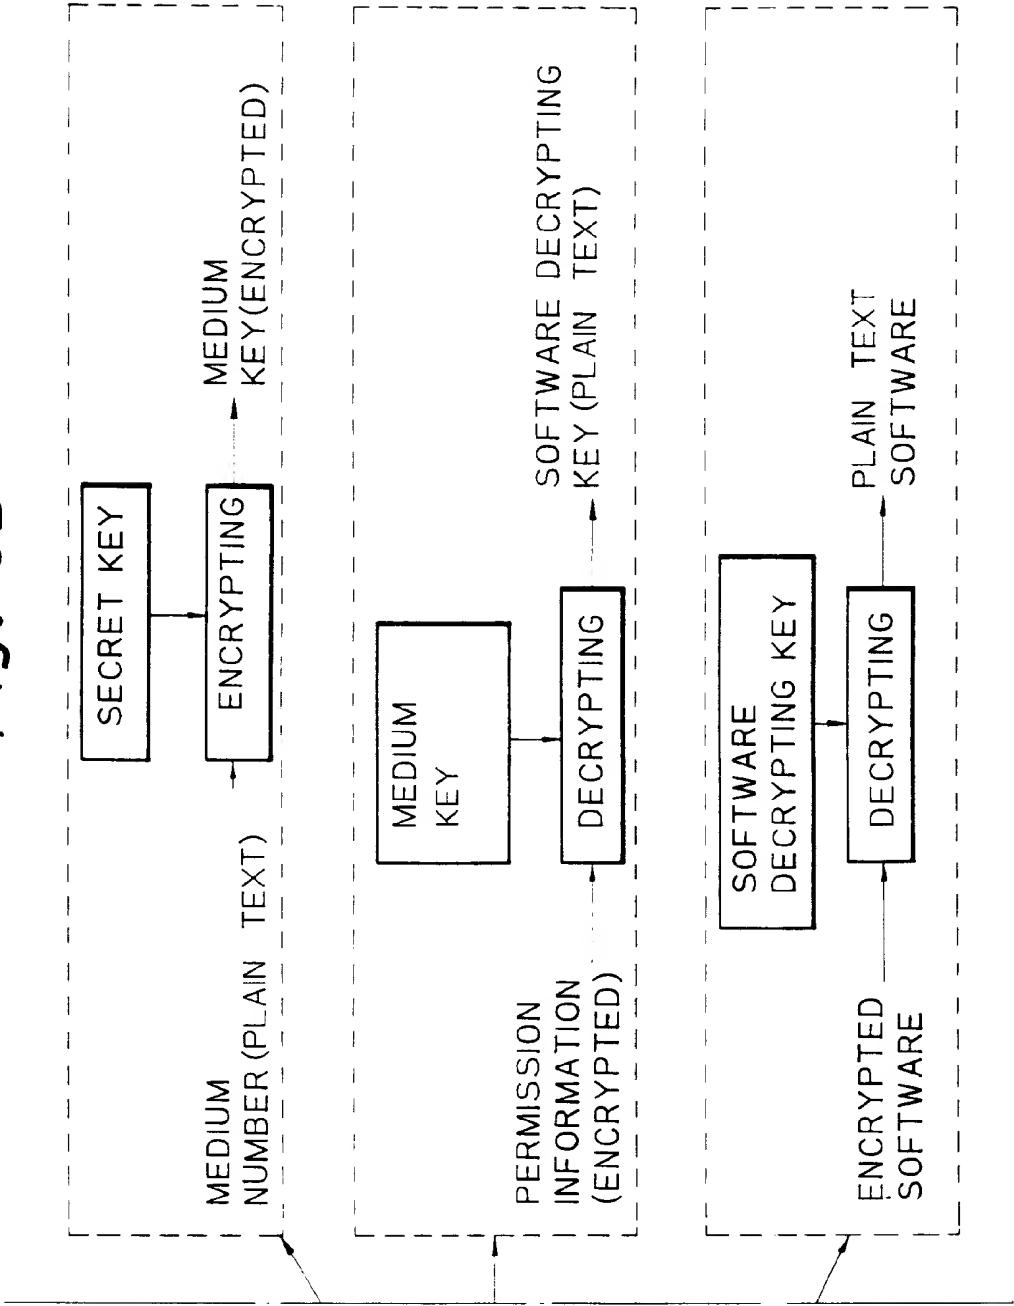 SECRET KEY
MEDIUM
NUMBER (PLAIN TEXT)
ENCRYPTING
MEDIUM
KEY (ENCRYPTED)
MEDIUM
KEY
PERMISSION
INFORMATION
(ENCRYPTED)
DECRYPTING
SOFTWARE DECRYPTING
KEY (PLAIN TEXT)
SOFTWARE
DECRYPTING KEY
ENCRYPTED
SOFTWARE
DECRYPTING
PLAIN TEXT
SOFTWARE